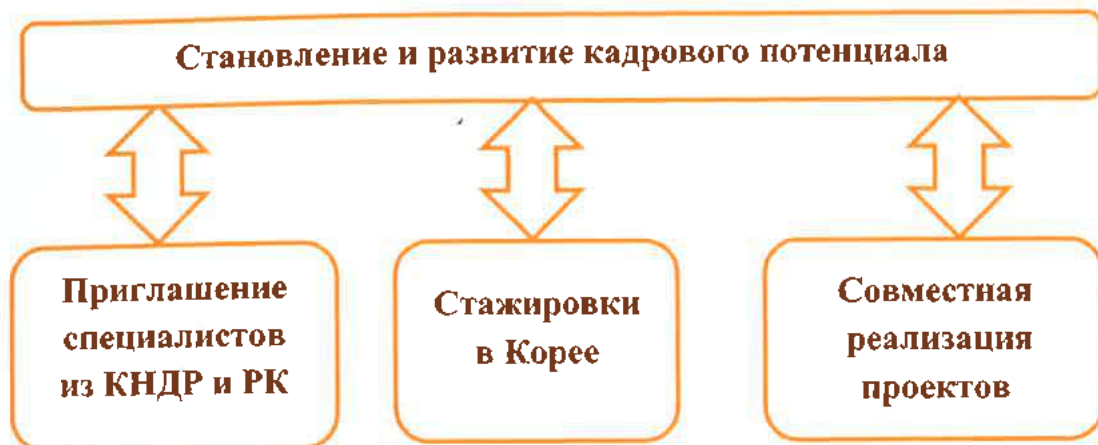 Становление и развитие кадрового потенциала
Приглашение
специалистов
из КНДР и РК
Стажировки
в Корее
Совместная
реализация
проектов